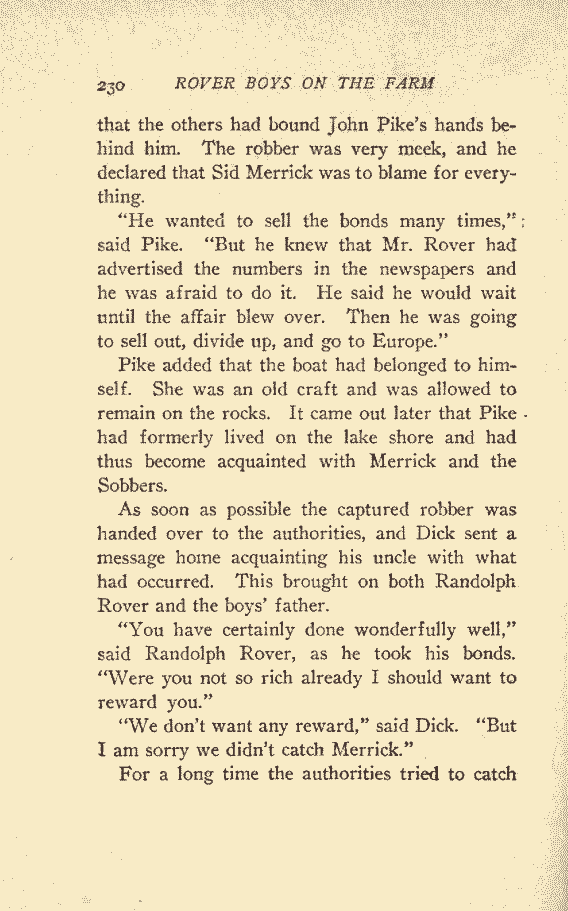 230 ROVER BOYS ON THE FARM
that the others had bound John Pike's hands be-
hind him. The robber was very meek, and he
declared that Sid Merrick was to blame for every-
thing.
“He wanted to sell the bonds many times,”
said Pike. “But he knew that Mr. Rover had
advertised the numbers in the newspapers and
he was afraid to do it. He said he would wait
until the affair blew over. Then he was going
to sell out, divide up, and go to Europe.”
Pike added that the boat had belonged to him-
self. She was an old craft and was allowed to
remain on the rocks. It came out later that Pike
had formerly lived on the lake shore and had
thus become acquainted with Merrick and the
Sobbers.
As soon as possible the captured robber was
handed over to the authorities, and Dick sent a
message home acquainting his uncle with what
had occurred. This brought on both Randolph
Rover and the boys' father.
“You have certainly done wonderfully well,”
said Randolph Rover, as he took his bonds.
“Were you not so rich already I should want to
reward you.”
“We don't want any reward,” said Dick. “But
I am sorry we didn't catch Merrick.”
For a long time the authorities tried to catch